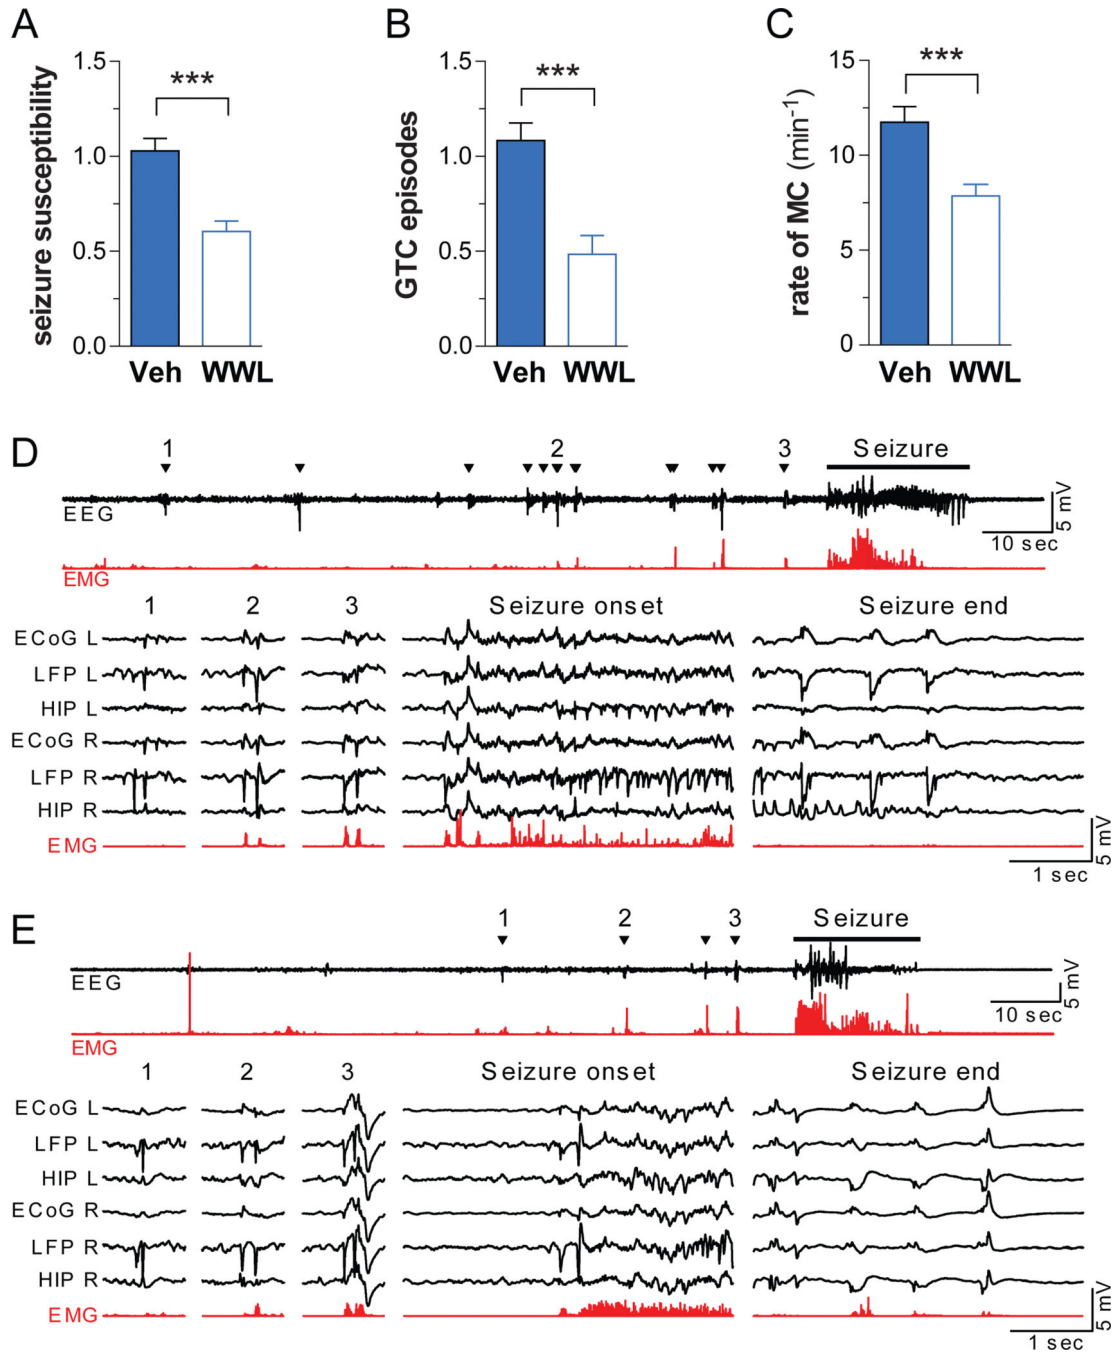 A
B
C
seizure susceptibility
1.5
1.0
0.5
0.0
***
Veh WWL
GTC episodes
1.5
1.0
0.5
0.0
***
Veh WWL
rate of MC (min-1)
15
10
5
0
***
Veh WWL
D
1 2 3 Seizure
EEG
5 mV
10 sec
EMG
1 2 3 Seizure onset Seizure end
ECoG L
LFP L
HIP L
ECoG R
LFP R
HIP R
EMG
5 mV
1 sec
E
1 2 3 Seizure
EEG
5 mV
10 sec
EMG
1 2 3 Seizure onset Seizure end
ECoG L
LFP L
HIP L
ECoG R
LFP R
HIP R
EMG
5 mV
1 sec